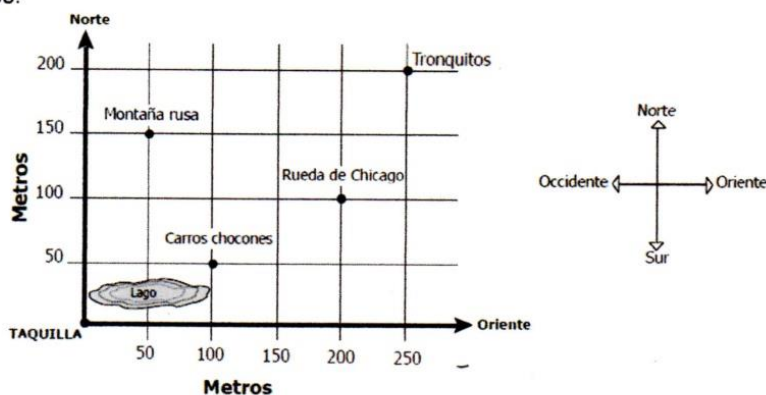 Norte
200
Tronquitos
Montaña rusa
150
Norte
Metros
Rueda de Chicago
100
Occidente
Oriente
Carros chocones
50
Sur
Lago
TAQUILLA
Oriente
50 100 150 200 250
Metros